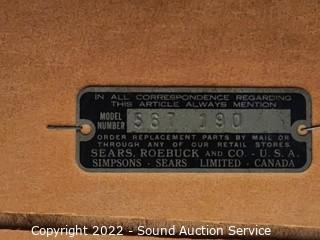 IN ALL CORRESPONDENCE REGARDING
THIS ARTICLE ALWAYS MENTION
MODEL
NUMBER 567 190
ORDER REPLACEMENT PARTS BY MAIL OR
THROUGH ANY OF OUR RETAIL STORES
SEARS, ROEBUCK AND CO. - U.S.A.
SIMPSONS - SEARS LIMITED - CANADA
Copyright 2022 - Sound Auction Service